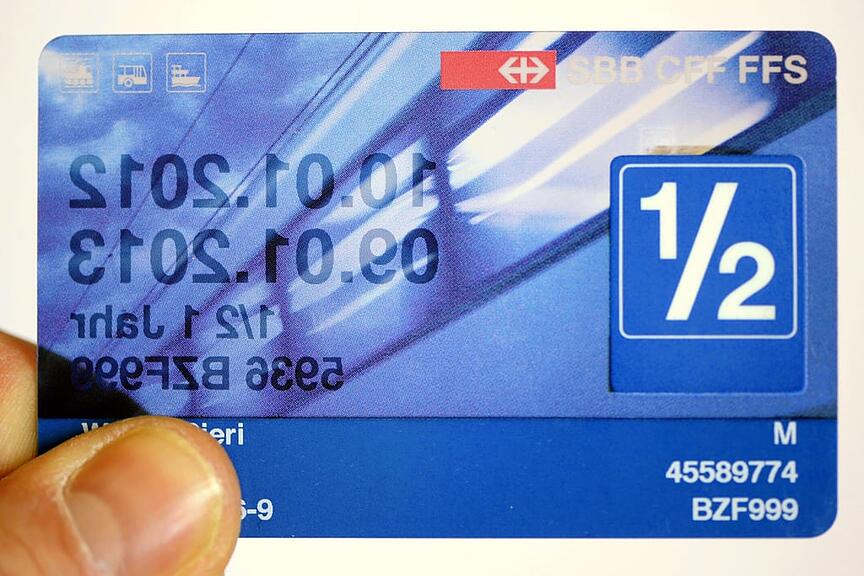 SBB CFF FFS
10.01.2012
09.01.2013
1/2 1 Jahr
5936 BZF999
1/2
M
45589774
BZF999